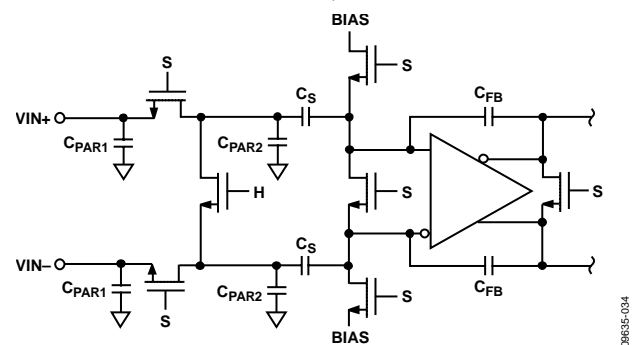 BIAS
S
S
CS
CFB
VIN+
CPAR1
CPAR2
H
S
S
CS
VIN–
CPAR1
CPAR2
S
S
CFB
BIAS
09635-034